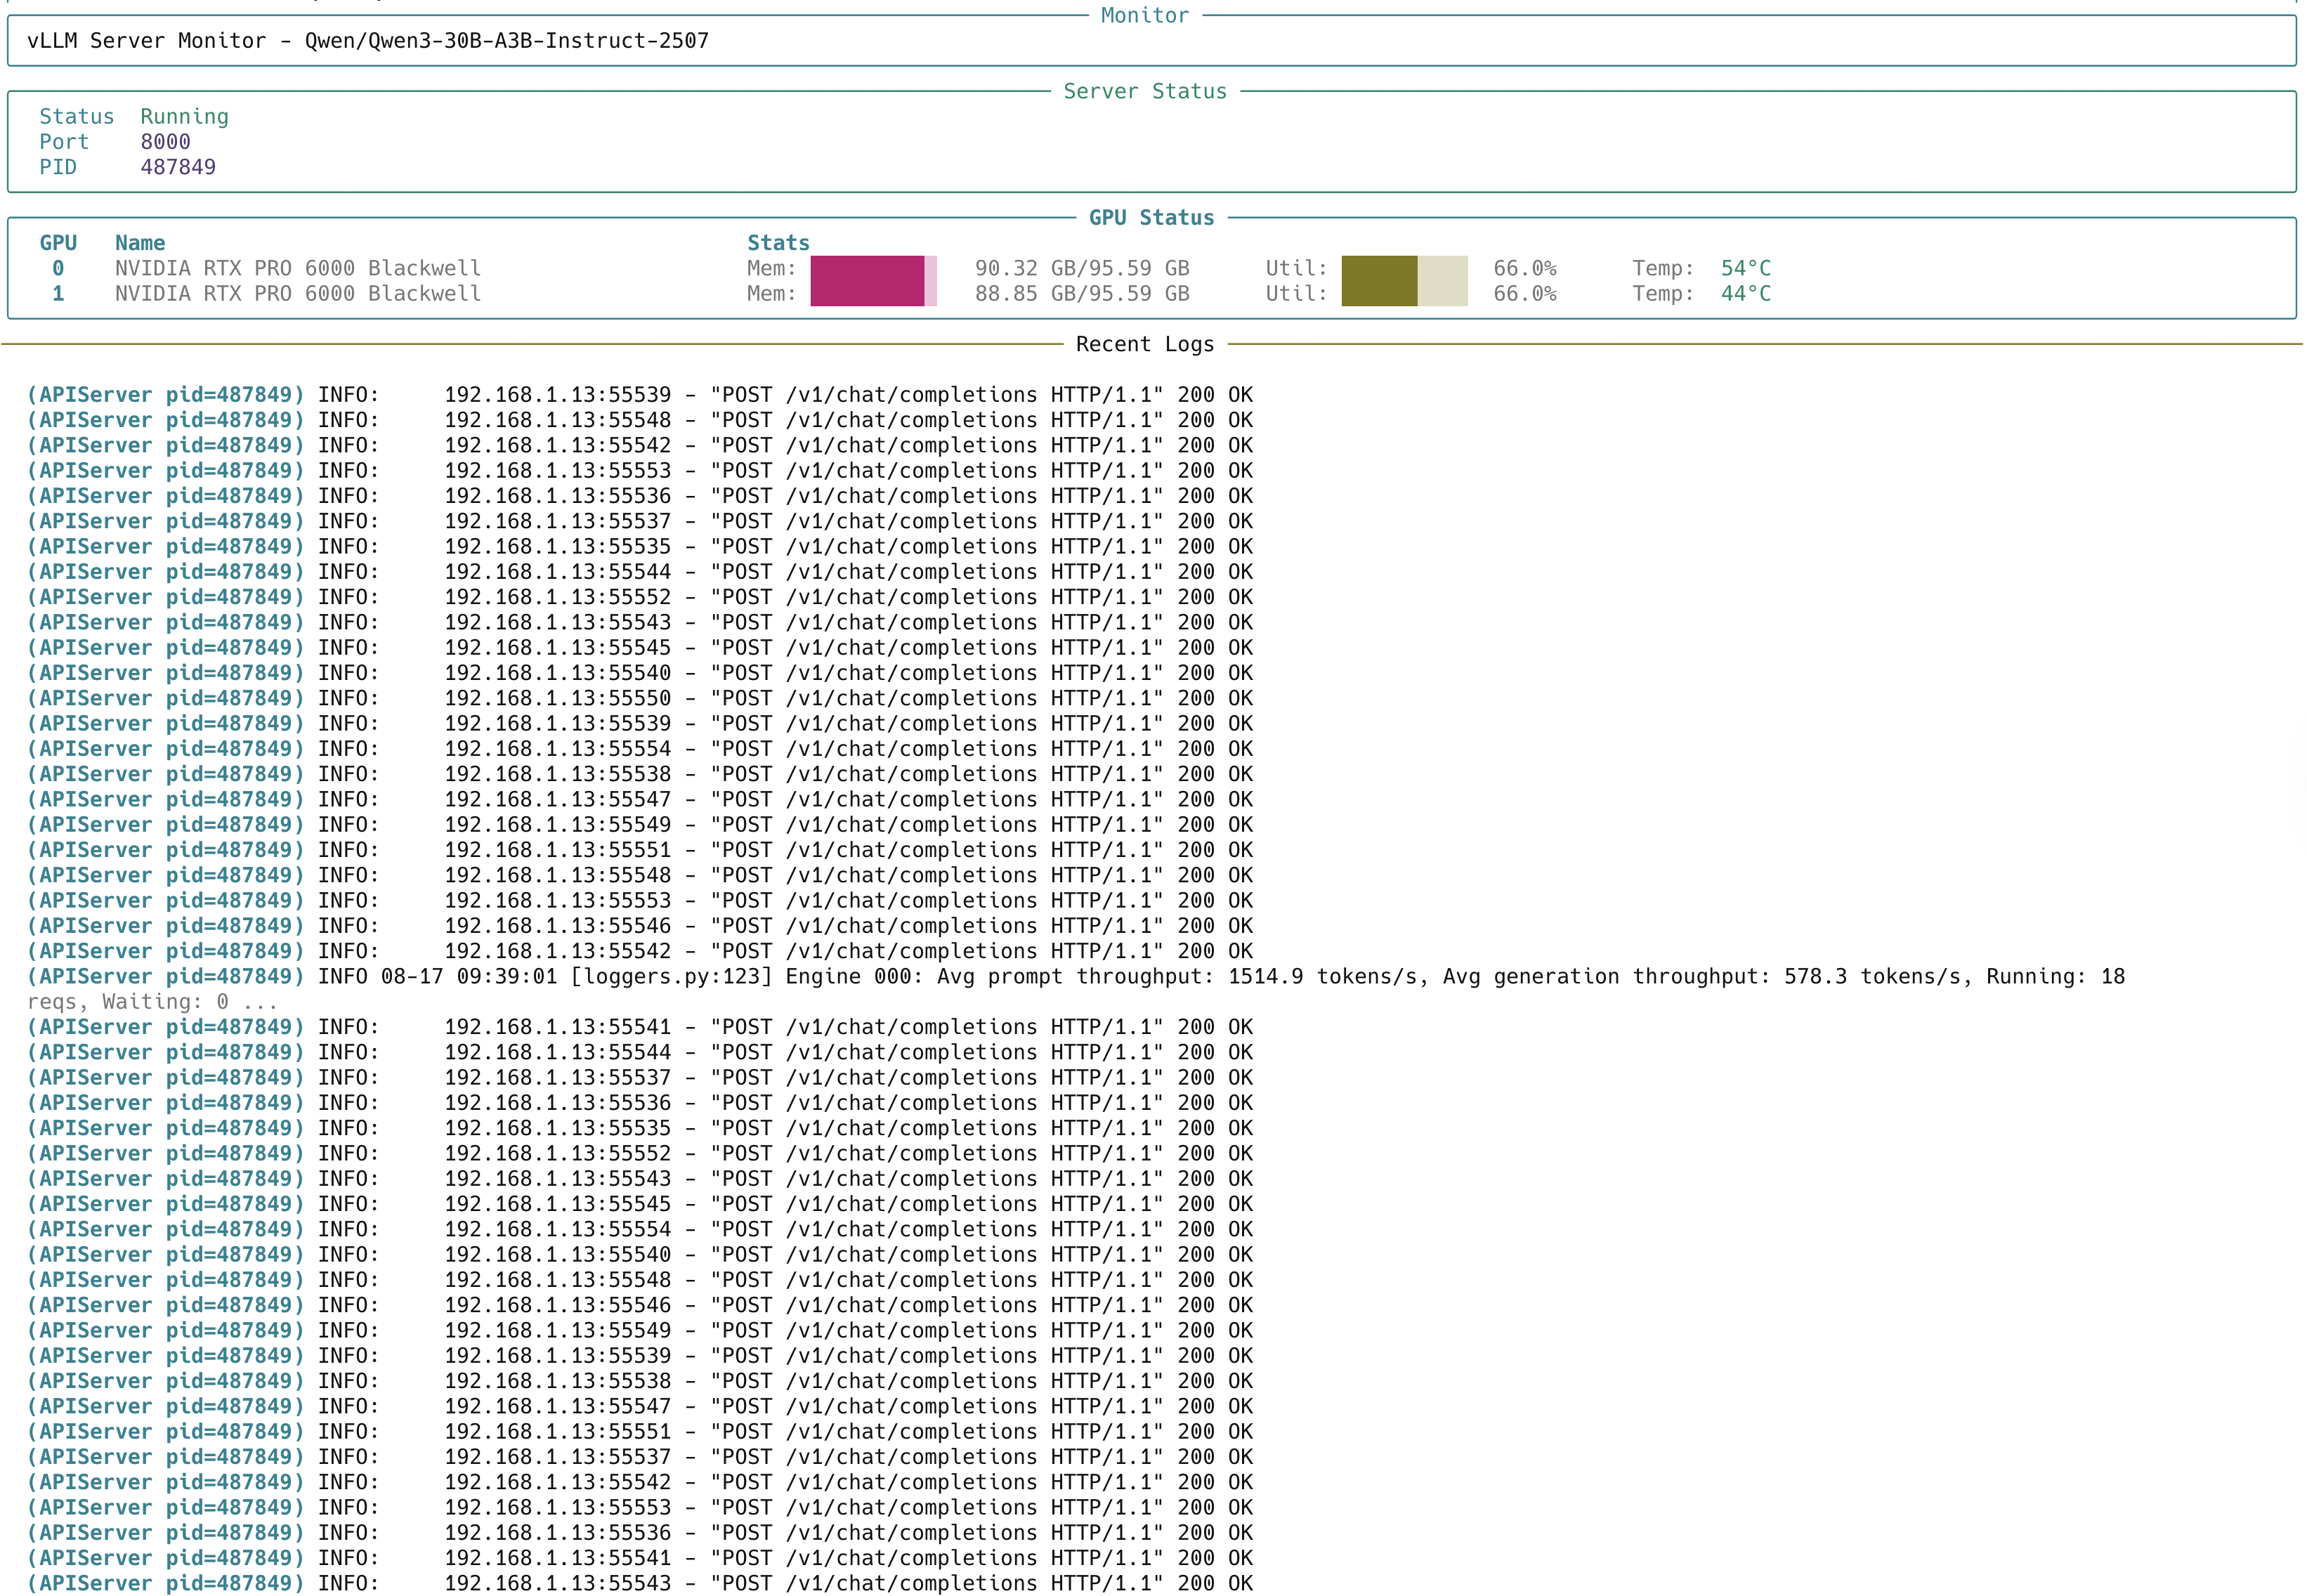 Monitor
vLLM Server Monitor - Qwen/Qwen3-30B-A3B-Instruct-2507
Server Status
Status Running
Port 8000
PID 487849
GPU Status
GPU Name Stats
0 NVIDIA RTX PRO 6000 Blackwell Mem: 90.32 GB/95.59 GB Util: 66.0% Temp: 54°C
1 NVIDIA RTX PRO 6000 Blackwell Mem: 88.85 GB/95.59 GB Util: 66.0% Temp: 44°C
Recent Logs
(APIServer pid=487849) INFO: 192.168.1.13:55539 - "POST /v1/chat/completions HTTP/1.1" 200 OK
(APIServer pid=487849) INFO: 192.168.1.13:55548 - "POST /v1/chat/completions HTTP/1.1" 200 OK
(APIServer pid=487849) INFO: 192.168.1.13:55542 - "POST /v1/chat/completions HTTP/1.1" 200 OK
(APIServer pid=487849) INFO: 192.168.1.13:55553 - "POST /v1/chat/completions HTTP/1.1" 200 OK
(APIServer pid=487849) INFO: 192.168.1.13:55536 - "POST /v1/chat/completions HTTP/1.1" 200 OK
(APIServer pid=487849) INFO: 192.168.1.13:55537 - "POST /v1/chat/completions HTTP/1.1" 200 OK
(APIServer pid=487849) INFO: 192.168.1.13:55535 - "POST /v1/chat/completions HTTP/1.1" 200 OK
(APIServer pid=487849) INFO: 192.168.1.13:55544 - "POST /v1/chat/completions HTTP/1.1" 200 OK
(APIServer pid=487849) INFO: 192.168.1.13:55552 - "POST /v1/chat/completions HTTP/1.1" 200 OK
(APIServer pid=487849) INFO: 192.168.1.13:55543 - "POST /v1/chat/completions HTTP/1.1" 200 OK
(APIServer pid=487849) INFO: 192.168.1.13:55545 - "POST /v1/chat/completions HTTP/1.1" 200 OK
(APIServer pid=487849) INFO: 192.168.1.13:55540 - "POST /v1/chat/completions HTTP/1.1" 200 OK
(APIServer pid=487849) INFO: 192.168.1.13:55550 - "POST /v1/chat/completions HTTP/1.1" 200 OK
(APIServer pid=487849) INFO: 192.168.1.13:55539 - "POST /v1/chat/completions HTTP/1.1" 200 OK
(APIServer pid=487849) INFO: 192.168.1.13:55554 - "POST /v1/chat/completions HTTP/1.1" 200 OK
(APIServer pid=487849) INFO: 192.168.1.13:55538 - "POST /v1/chat/completions HTTP/1.1" 200 OK
(APIServer pid=487849) INFO: 192.168.1.13:55547 - "POST /v1/chat/completions HTTP/1.1" 200 OK
(APIServer pid=487849) INFO: 192.168.1.13:55549 - "POST /v1/chat/completions HTTP/1.1" 200 OK
(APIServer pid=487849) INFO: 192.168.1.13:55551 - "POST /v1/chat/completions HTTP/1.1" 200 OK
(APIServer pid=487849) INFO: 192.168.1.13:55548 - "POST /v1/chat/completions HTTP/1.1" 200 OK
(APIServer pid=487849) INFO: 192.168.1.13:55553 - "POST /v1/chat/completions HTTP/1.1" 200 OK
(APIServer pid=487849) INFO: 192.168.1.13:55546 - "POST /v1/chat/completions HTTP/1.1" 200 OK
(APIServer pid=487849) INFO: 192.168.1.13:55542 - "POST /v1/chat/completions HTTP/1.1" 200 OK
(APIServer pid=487849) INFO 08-17 09:39:01 [loggers.py:123] Engine 000: Avg prompt throughput: 1514.9 tokens/s, Avg generation throughput: 578.3 tokens/s, Running: 18
reqs, Waiting: 0 ...
(APIServer pid=487849) INFO: 192.168.1.13:55541 - "POST /v1/chat/completions HTTP/1.1" 200 OK
(APIServer pid=487849) INFO: 192.168.1.13:55544 - "POST /v1/chat/completions HTTP/1.1" 200 OK
(APIServer pid=487849) INFO: 192.168.1.13:55537 - "POST /v1/chat/completions HTTP/1.1" 200 OK
(APIServer pid=487849) INFO: 192.168.1.13:55536 - "POST /v1/chat/completions HTTP/1.1" 200 OK
(APIServer pid=487849) INFO: 192.168.1.13:55535 - "POST /v1/chat/completions HTTP/1.1" 200 OK
(APIServer pid=487849) INFO: 192.168.1.13:55552 - "POST /v1/chat/completions HTTP/1.1" 200 OK
(APIServer pid=487849) INFO: 192.168.1.13:55543 - "POST /v1/chat/completions HTTP/1.1" 200 OK
(APIServer pid=487849) INFO: 192.168.1.13:55545 - "POST /v1/chat/completions HTTP/1.1" 200 OK
(APIServer pid=487849) INFO: 192.168.1.13:55554 - "POST /v1/chat/completions HTTP/1.1" 200 OK
(APIServer pid=487849) INFO: 192.168.1.13:55540 - "POST /v1/chat/completions HTTP/1.1" 200 OK
(APIServer pid=487849) INFO: 192.168.1.13:55548 - "POST /v1/chat/completions HTTP/1.1" 200 OK
(APIServer pid=487849) INFO: 192.168.1.13:55546 - "POST /v1/chat/completions HTTP/1.1" 200 OK
(APIServer pid=487849) INFO: 192.168.1.13:55549 - "POST /v1/chat/completions HTTP/1.1" 200 OK
(APIServer pid=487849) INFO: 192.168.1.13:55539 - "POST /v1/chat/completions HTTP/1.1" 200 OK
(APIServer pid=487849) INFO: 192.168.1.13:55538 - "POST /v1/chat/completions HTTP/1.1" 200 OK
(APIServer pid=487849) INFO: 192.168.1.13:55547 - "POST /v1/chat/completions HTTP/1.1" 200 OK
(APIServer pid=487849) INFO: 192.168.1.13:55551 - "POST /v1/chat/completions HTTP/1.1" 200 OK
(APIServer pid=487849) INFO: 192.168.1.13:55537 - "POST /v1/chat/completions HTTP/1.1" 200 OK
(APIServer pid=487849) INFO: 192.168.1.13:55542 - "POST /v1/chat/completions HTTP/1.1" 200 OK
(APIServer pid=487849) INFO: 192.168.1.13:55553 - "POST /v1/chat/completions HTTP/1.1" 200 OK
(APIServer pid=487849) INFO: 192.168.1.13:55536 - "POST /v1/chat/completions HTTP/1.1" 200 OK
(APIServer pid=487849) INFO: 192.168.1.13:55541 - "POST /v1/chat/completions HTTP/1.1" 200 OK
(APIServer pid=487849) INFO: 192.168.1.13:55543 - "POST /v1/chat/completions HTTP/1.1" 200 OK